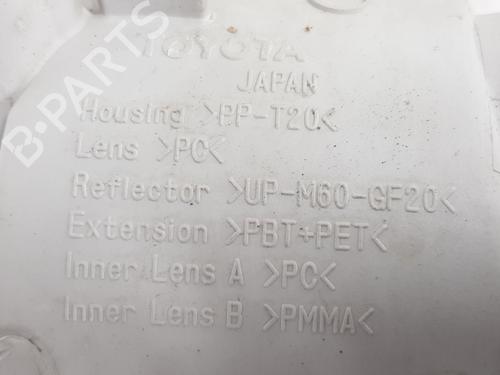 TOYOTA
JAPAN
Housing >PP-T20<
Lens >PC<
Reflector >UP-M60-GF20<
Extension >PBT+PET<
Inner Lens A >PC<
Inner Lens B >PMMA<
B-PARTS